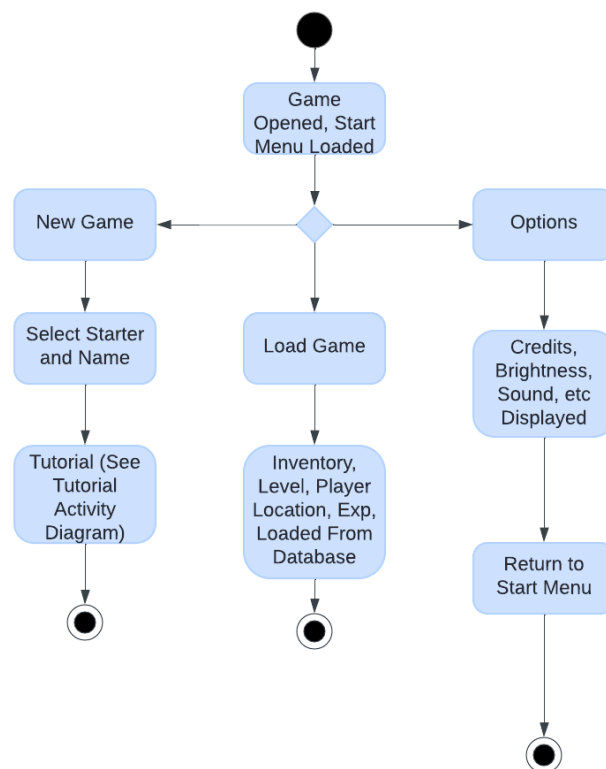 Game
Opened, Start
Menu Loaded
New Game
Options
Select Starter
and Name
Load Game
Credits,
Brightness,
Sound, etc
Displayed
Tutorial (See
Tutorial
Activity
Diagram)
Inventory,
Level, Player
Location, Exp,
Loaded From
Database
Return to
Start Menu